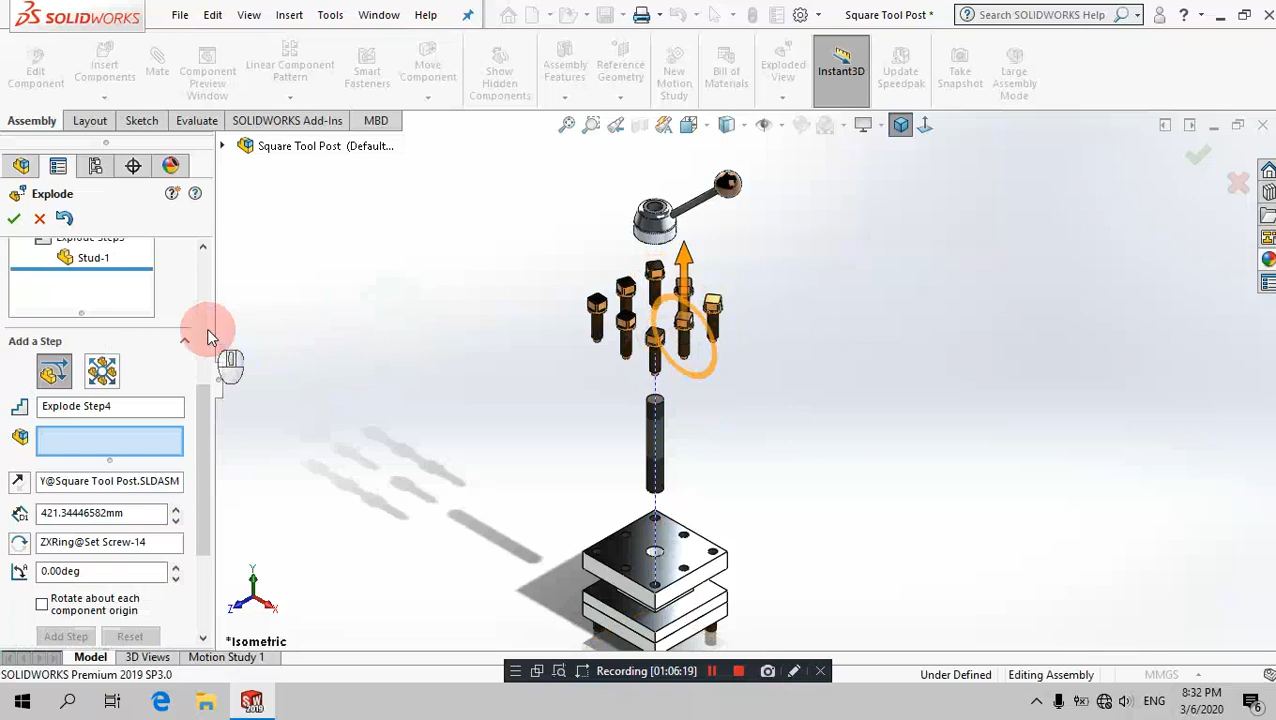 SOLIDWORKS File Edit View Insert Tools Window Help Square Tool Post * Search SOLIDWORKS Help ?
Edit Component
Insert Components
Mate
Component Preview Window
Linear Component Pattern
Smart Fasteners
Move Component
Show Hidden Components
Assembly Features
Reference Geometry
New Motion Study
Bill of Materials
Exploded View
Instant3D
Update Speedpak
Take Snapshot
Large Assembly Mode
Assembly Layout Sketch Evaluate SOLIDWORKS Add-Ins MBD
Square Tool Post (Default...
Explode
Stud-1
Add a Step
Explode Step4
Y@Square Tool Post.SLDASM
421.34446582mm
ZXRing@Set Screw-14
0.00deg
Rotate about each
component origin
Add Step Reset
Y
Z X
*Isometric
Model 3D Views Motion Study 1
Recording [01:06:19]
SOLIDWORKS Premium 2019 SP3.0 Under Defined Editing Assembly MMGS
ENG 8:32 PM
3/6/2020